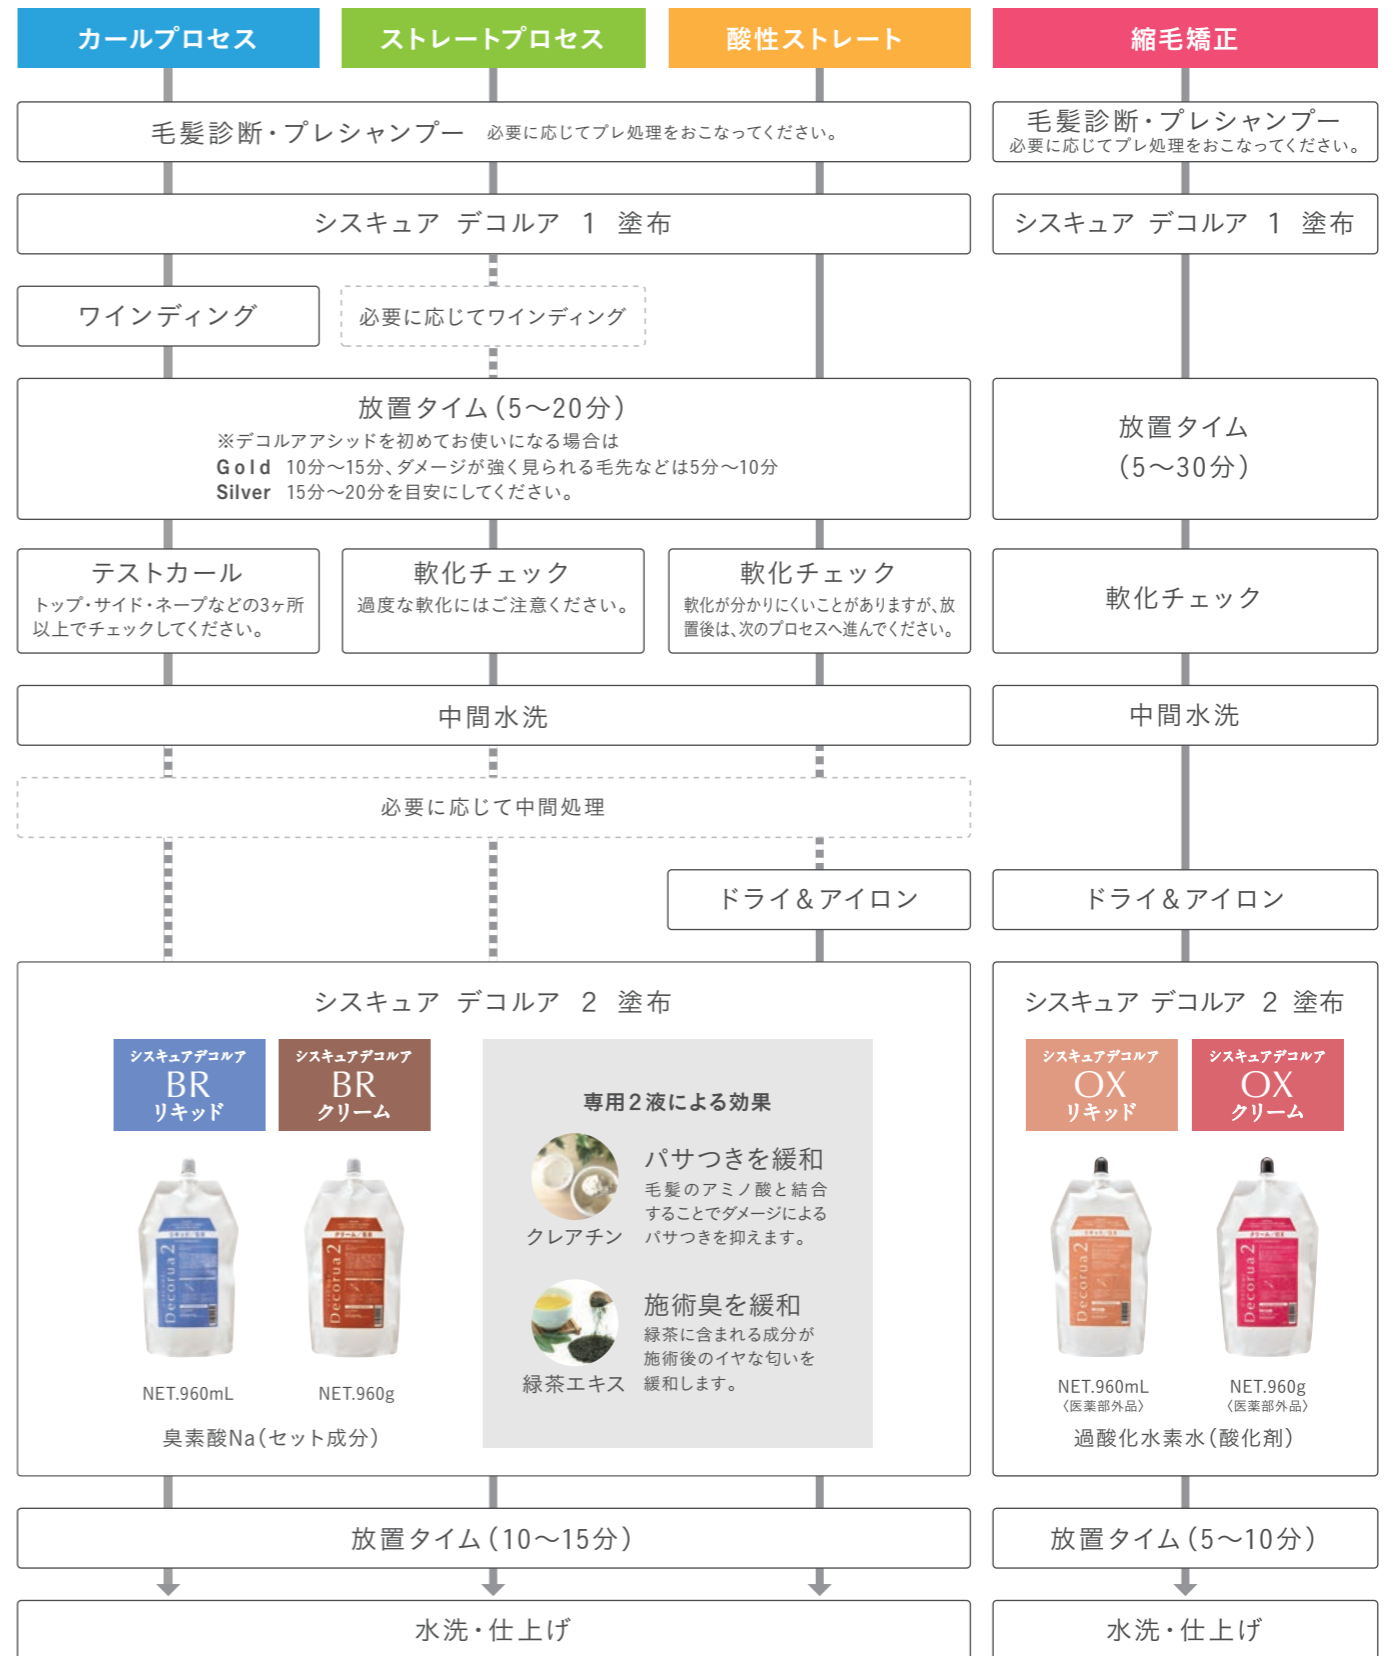 カールプロセス
ストレートプロセス
酸性ストレート
縮毛矯正
毛髪診断・プレシャンプー 必要に応じてプレ処理をおこなってください。
毛髪診断・プレシャンプー
必要に応じてプレ処理をおこなってください。
シスキュア デコルア 1 塗布
シスキュア デコルア 1 塗布
ワインディング
必要に応じてワインディング
放置タイム(5〜20分)
※デコルアアシッドを初めてお使いになる場合は
Gold 10分〜15分、ダメージが強く見られる毛先などは5分〜10分
Silver 15分〜20分を目安にしてください。
放置タイム
(5〜30分)
テストカール
トップ・サイド・ネープなどの3ヶ所
以上でチェックしてください。
軟化チェック
過度な軟化にはご注意ください。
軟化チェック
軟化が分かりにくいことがありますが、放
置後は、次のプロセスへ進んでください。
軟化チェック
中間水洗
中間水洗
必要に応じて中間処理
ドライ&アイロン
ドライ&アイロン
シスキュア デコルア 2 塗布
シスキュアデコルア
BR
リキッド
シスキュアデコルア
BR
クリーム
Decorua 2
Decorua 2
クリーム/BR
NET.960mL
NET.960g
臭素酸Na(セット成分)
専用2液による効果
クレアチン
パサつきを緩和
毛髪のアミノ酸と結合
することでダメージによる
パサつきを抑えます。
緑茶エキス
施術臭を緩和
緑茶に含まれる成分が
施術後のイヤな匂いを
緩和します。
シスキュア デコルア 2 塗布
シスキュアデコルア
OX
リキッド
シスキュアデコルア
OX
クリーム
Decorua 2
Decorua 2
クリーム/OX
NET.960mL
〈医薬部外品〉
NET.960g
〈医薬部外品〉
過酸化水素水(酸化剤)
放置タイム(10〜15分)
放置タイム(5〜10分)
水洗・仕上げ
水洗・仕上げ